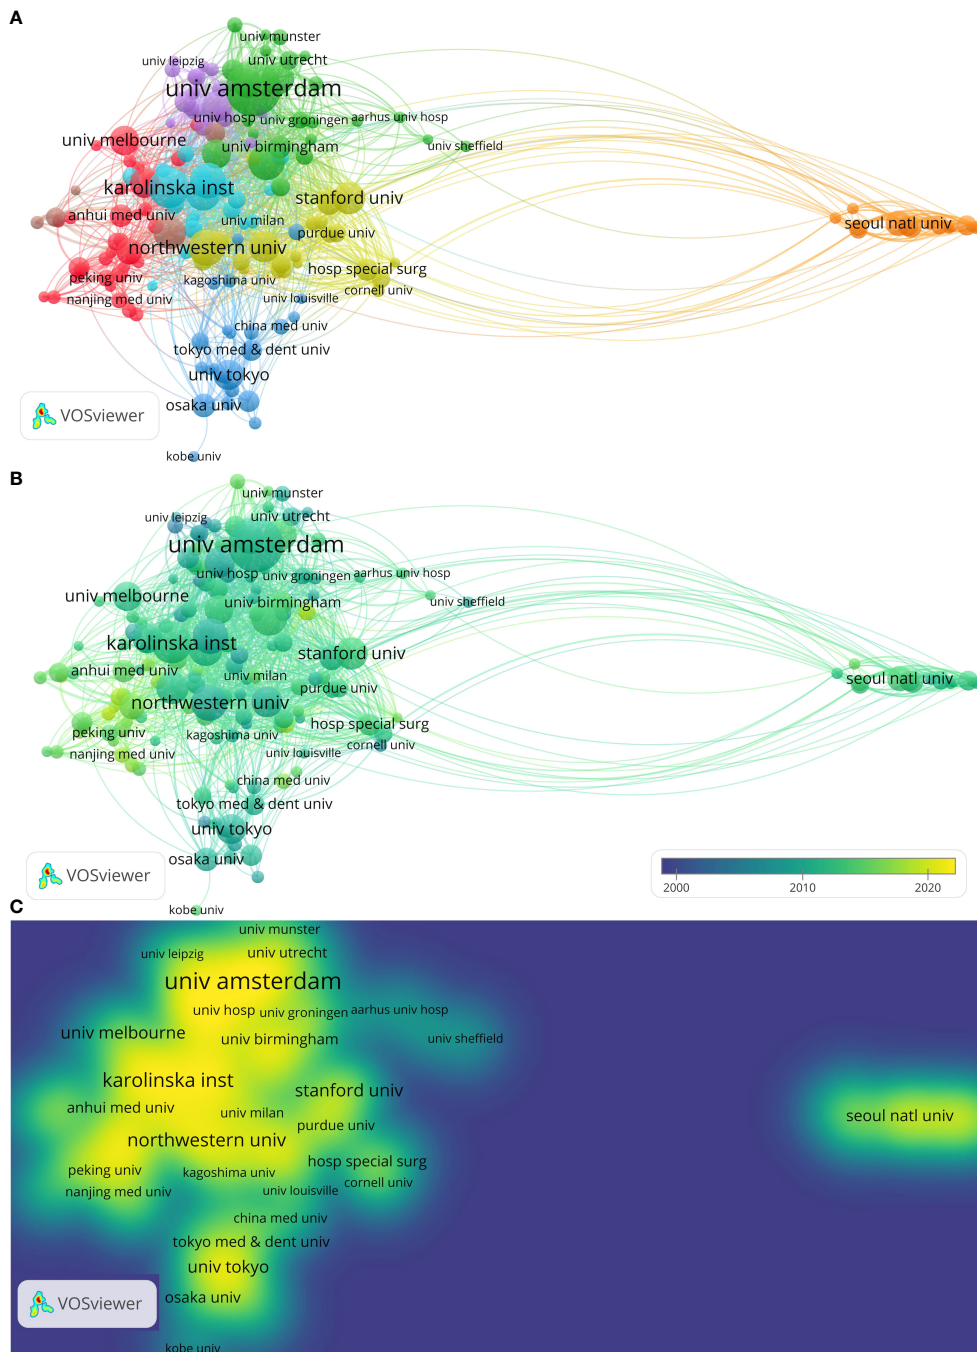 A
univ munster
univ utrecht
univ leipzig
univ amsterdam
univ hosp
univ groningen
aarhus univ hosp
univ melbourne
univ birmingham
univ sheffield
karolinska inst
stanford univ
anhui med univ
univ milan
seoul natl univ
purdue univ
northwestern univ
hosp special surg
peking univ
kagoshima univ
cornell univ
nanjing med univ
univ louisville
china med univ
tokyo med & dent univ
univ tokyo
osaka univ
VOSviewer
kobe univ
B
univ munster
univ utrecht
univ leipzig
univ amsterdam
univ hosp
univ groningen
aarhus univ hosp
univ melbourne
univ birmingham
univ sheffield
karolinska inst
stanford univ
anhui med univ
univ milan
seoul natl univ
purdue univ
northwestern univ
hosp special surg
peking univ
kagoshima univ
cornell univ
nanjing med univ
univ louisville
china med univ
tokyo med & dent univ
univ tokyo
osaka univ
VOSviewer
2000 2010 2020
kobe univ
C
univ munster
univ utrecht
univ leipzig
univ amsterdam
univ hosp
univ groningen
aarhus univ hosp
univ melbourne
univ birmingham
univ sheffield
karolinska inst
stanford univ
anhui med univ
univ milan
seoul natl univ
purdue univ
northwestern univ
hosp special surg
peking univ
kagoshima univ
cornell univ
nanjing med univ
univ louisville
china med univ
tokyo med & dent univ
univ tokyo
osaka univ
VOSviewer
kobe univ